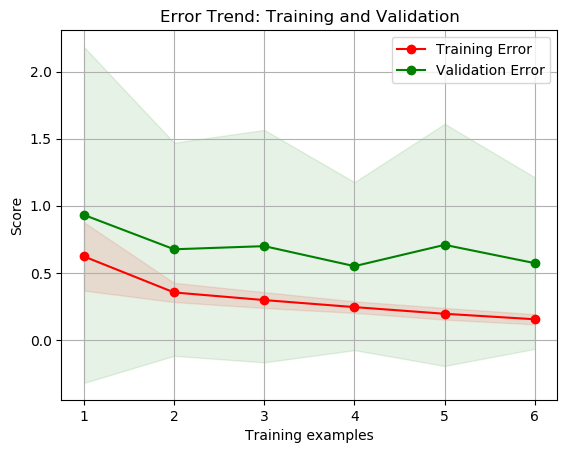 Error Trend: Training and Validation
Training Error
Validation Error
2.0
1.5
1.0
0.5
0.0
Score
1 2 3 4 5 6
Training examples